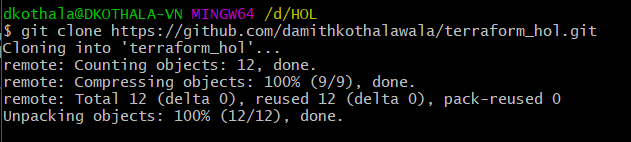 dkothala@DKOTHALA-VN MINGW64 /d/HOL
$ git clone https://github.com/damithkothalawala/terraform_hol.git
Cloning into 'terraform_hol'...
remote: Counting objects: 12, done.
remote: Compressing objects: 100% (9/9), done.
remote: Total 12 (delta 0), reused 12 (delta 0), pack-reused 0
Unpacking objects: 100% (12/12), done.